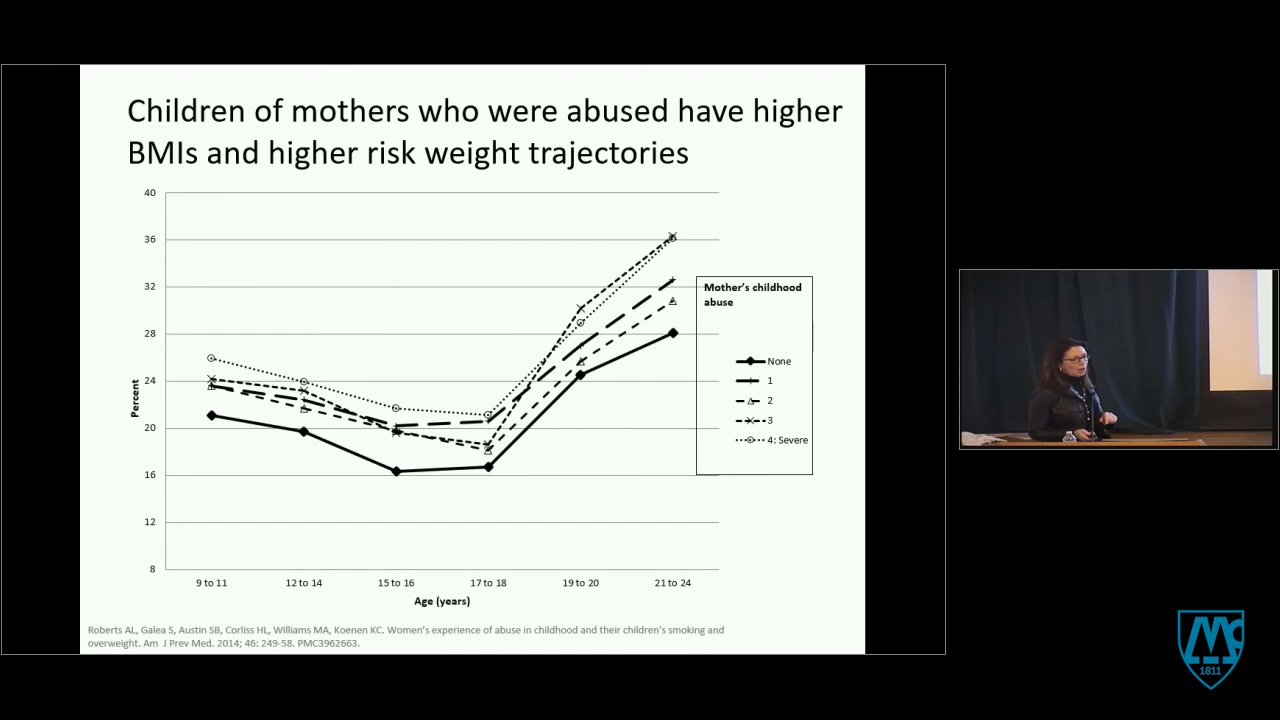 Children of mothers who were abused have higher
BMIs and higher risk weight trajectories
40
36
32
28
24
20
16
12
8
Percent
9 to 11
12 to 14
15 to 16
17 to 18
19 to 20
21 to 24
Age (years)
Mother's childhood
abuse
None
1
2
3
4: Severe
Roberts AL, Galea S, Austin SB, Corliss HL, Williams MA, Koenen KC. Women's experience of abuse in childhood and their children's smoking and
overweight. Am J Prev Med. 2014; 46: 249-58. PMC3962663.
1811